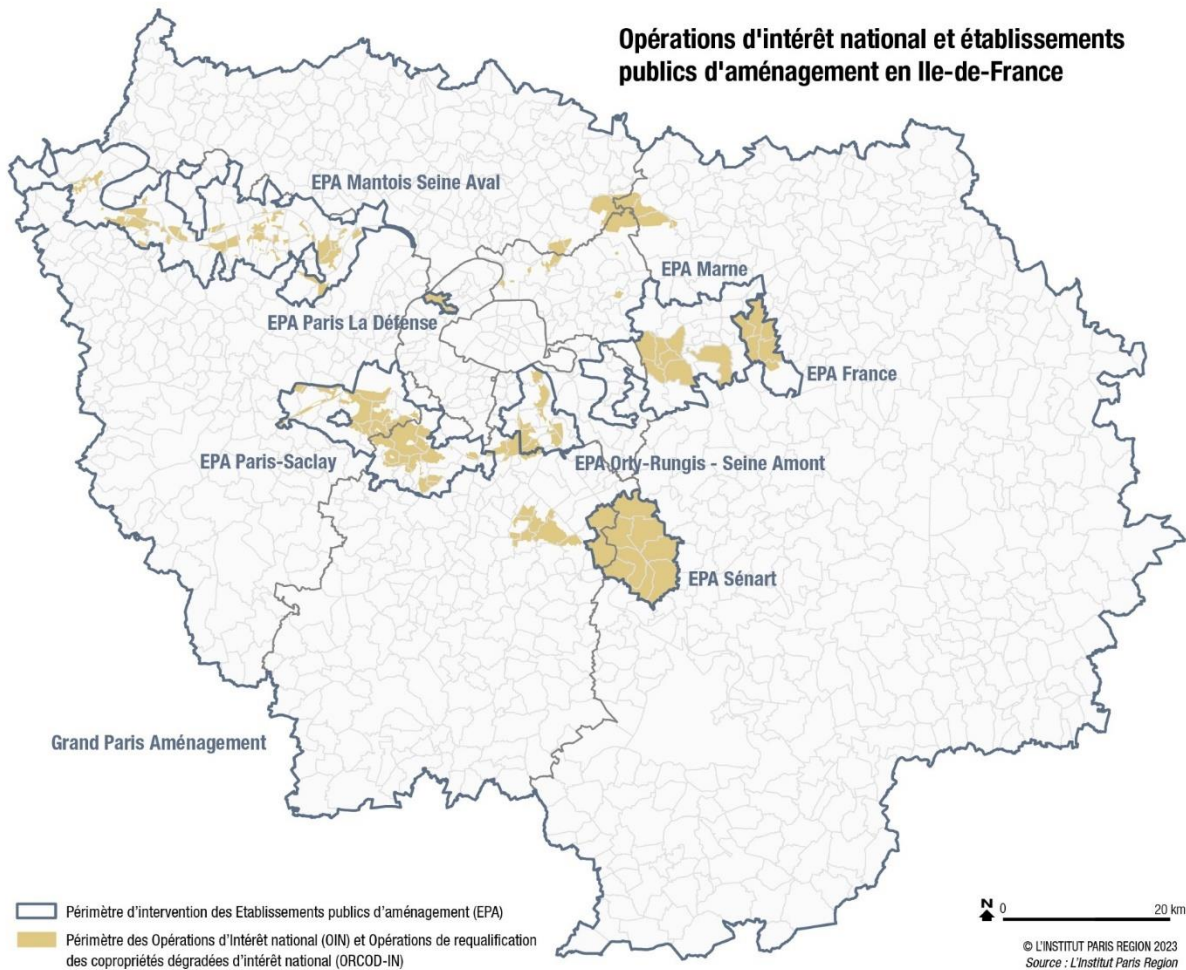 Opérations d'intérêt national et établissements
publics d'aménagement en Ile-de-France
EPA Mantois Seine Aval
EPA Marne
EPA Paris La Défense
EPA France
EPA Paris-Saclay
EPA Orly-Rungis - Seine Amont
EPA Sénart
Grand Paris Aménagement
Périmètre d'intervention des Etablissements publics d'aménagement (EPA)
Périmètre des Opérations d'Intérêt national (OIN) et Opérations de requalification
des copropriétés dégradées d'intérêt national (ORCOD-IN)
N 0 20 km
© L'INSTITUT PARIS REGION 2023
Source : L'Institut Paris Region